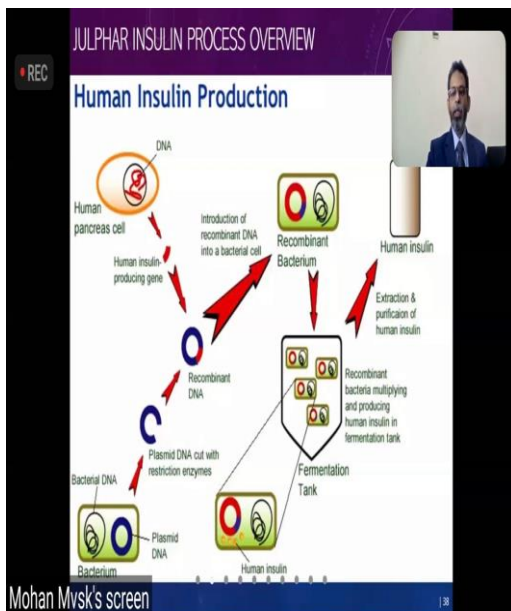 JULPHAR INSULIN PROCESS OVERVIEW
REC
Human Insulin Production
DNA
Human
pancreas cell
Human insulin-
producing gene
Introduction of
recombinant DNA
into a bacterial cell
Recombinant
Bacterium
Human insulin
Extraction &
purificaion of
human insulin
Recombinant
DNA
Recombinant
bacteria multiplying
and producing
human insulin in
fermentation tank
Plasmid DNA cut with
restriction enzymes
Fermentation
Tank
Bacterial DNA
Plasmid
DNA
Bacterium
Human insulin
Mohan Mvsk's screen
| 38